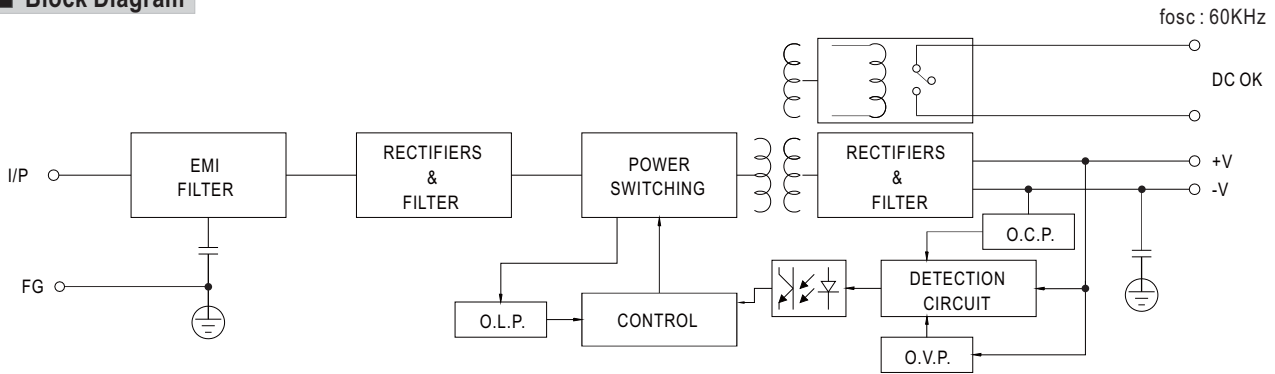 Block Diagram
fosc : 60KHz
DC OK
I/P
EMI
FILTER
RECTIFIERS
&
FILTER
POWER
SWITCHING
RECTIFIERS
&
FILTER
+V
-V
O.C.P.
FG
O.L.P.
CONTROL
DETECTION
CIRCUIT
O.V.P.